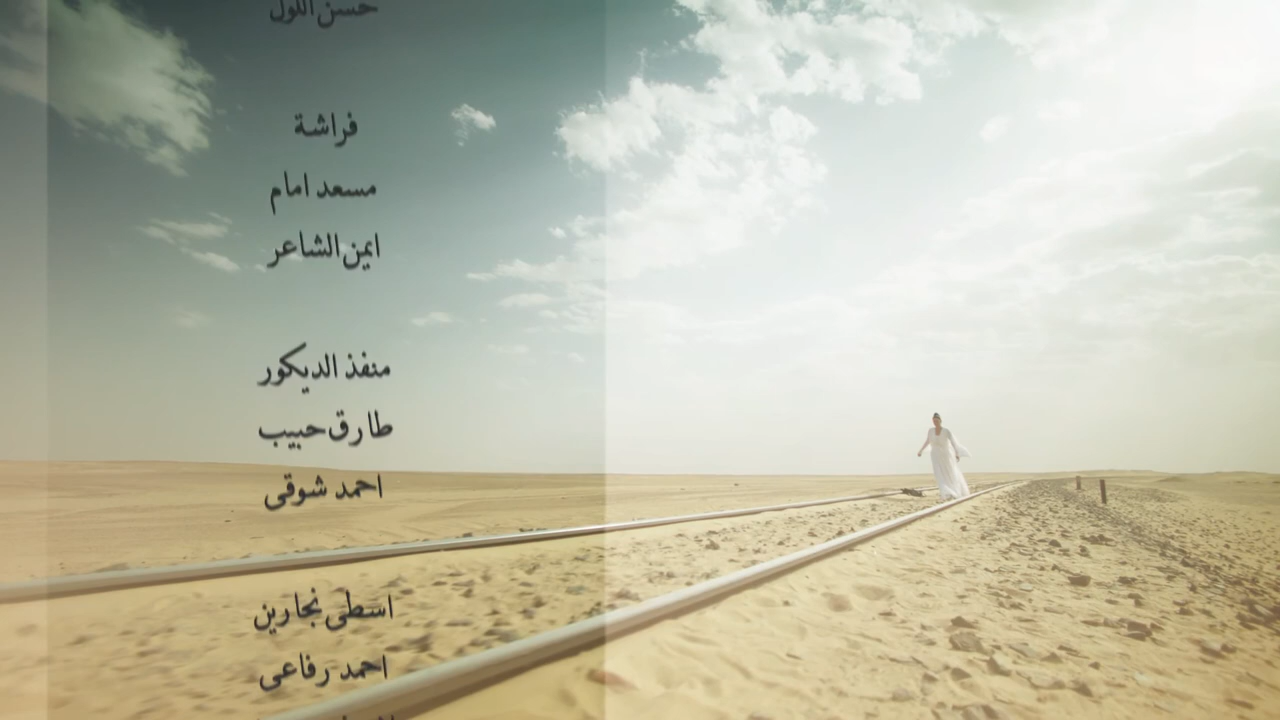 حسن اللول
فراشة
مسعد امام
ايمن الشاعر
منفذ الديكور
طارق حبيب
احمد شوقى
اسطى نجارين
احمد رفاعى